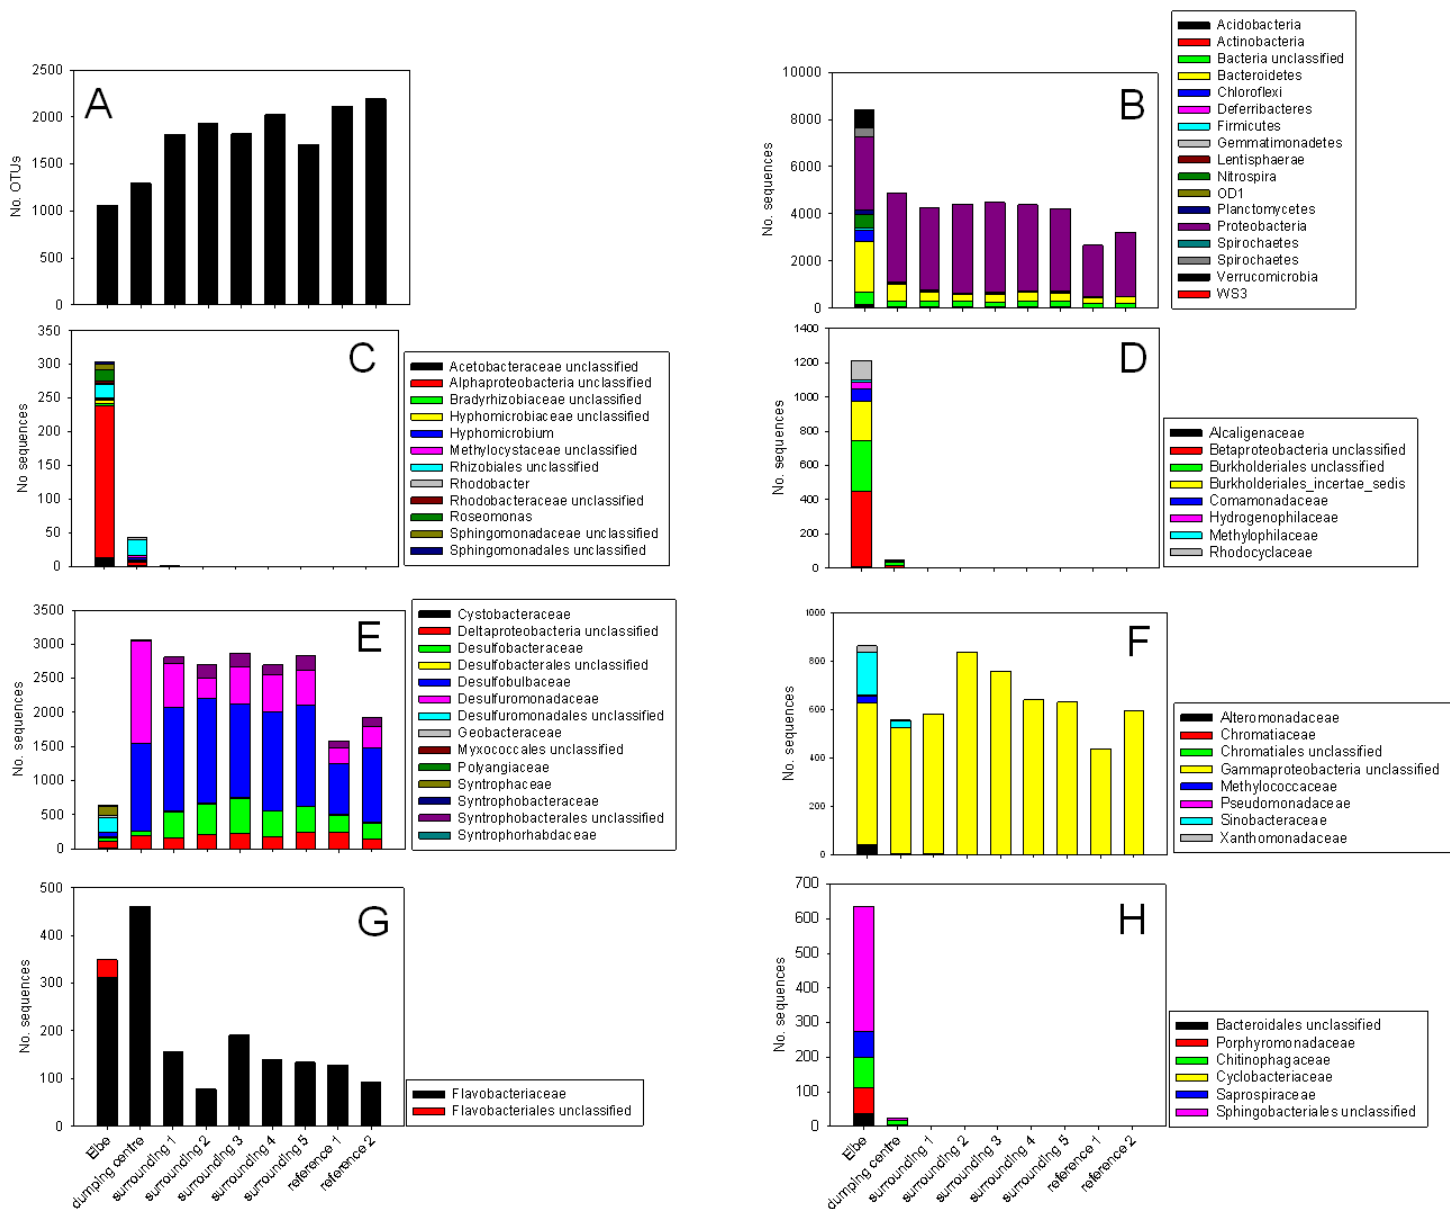 A
No. OTUs
2500
2000
1500
1000
500
0
B
No. sequences
10000
8000
6000
4000
2000
0
Acidobacteria
Actinobacteria
Bacteria unclassified
Bacteroidetes
Chloroflexi
Deferribacteres
Firmicutes
Gemmatimonadetes
Lentisphaerae
Nitrospira
OD1
Planctomycetes
Proteobacteria
Spirochaetes
Spirochaetes
Verrucomicrobia
WS3
C
No sequences
350
300
250
200
150
100
50
0
Acetobacteraceae unclassified
Alphaproteobacteria unclassified
Bradyrhizobiaceae unclassified
Hyphomicrobiaceae unclassified
Hyphomicrobium
Methylocystaceae unclassified
Rhizobiales unclassified
Rhodobacter
Rhodobacteraceae unclassified
Roseomonas
Sphingomonadaceae unclassified
Sphingomonadales unclassified
D
No. sequences
1400
1200
1000
800
600
400
200
0
Alcaligenaceae
Betaproteobacteria unclassified
Burkholderiales unclassified
Burkholderiales_incertae_sedis
Comamonadaceae
Hydrogenophilaceae
Methylophilaceae
Rhodocyclaceae
E
No. sequences
3500
3000
2500
2000
1500
1000
500
0
Cystobacteraceae
Deltaproteobacteria unclassified
Desulfobacteraceae
Desulfobacterales unclassified
Desulfobulbaceae
Desulfuromonadaceae
Desulfuromonadales unclassified
Geobacteraceae
Myxococcales unclassified
Polyangiaceae
Syntrophaceae
Syntrophobacteraceae
Syntrophobacterales unclassified
Syntrophorhabdaceae
F
No. sequences
1000
800
600
400
200
0
Alteromonadaceae
Chromatiaceae
Chromatiales unclassified
Gammaproteobacteria unclassified
Methylococcaceae
Pseudomonadaceae
Sinobacteraceae
Xanthomonadaceae
G
No. sequences
500
400
300
200
100
0
Flavobacteriaceae
Flavobacteriales unclassified
Elbe
dumping centre
surrounding 1
surrounding 2
surrounding 3
surrounding 4
surrounding 5
reference 1
reference 2
H
No. sequences
700
600
500
400
300
200
100
0
Bacteroidales unclassified
Porphyromonadaceae
Chitinophagaceae
Cyclobacteriaceae
Saprospiraceae
Sphingobacteriales unclassified
Elbe
dumping centre
surrounding 1
surrounding 2
surrounding 3
surrounding 4
surrounding 5
reference 1
reference 2